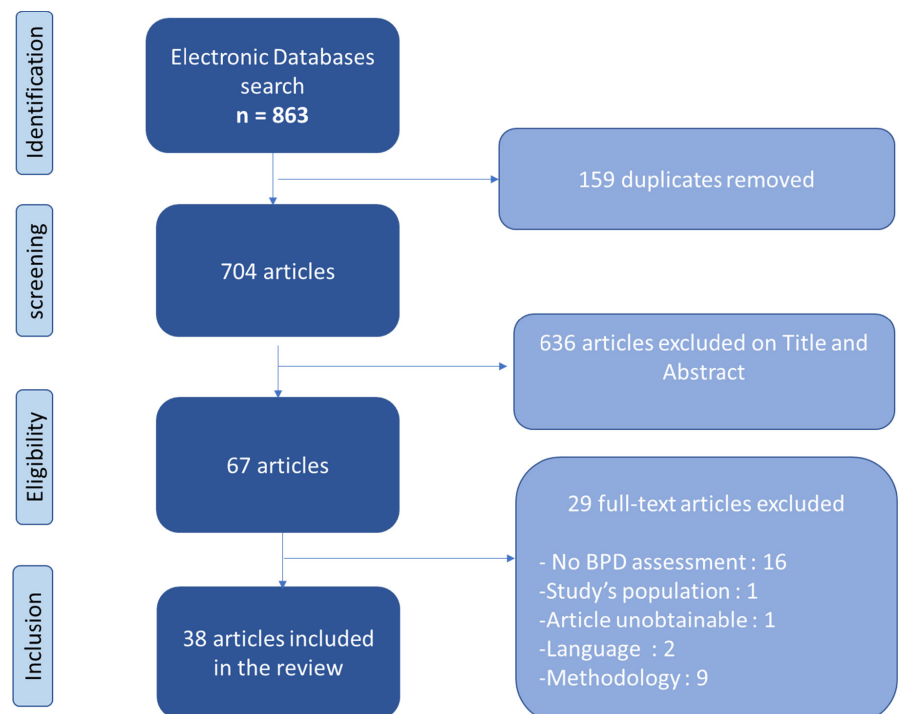 Identification
Electronic Databases
search
n = 863
159 duplicates removed
screening
704 articles
636 articles excluded on Title and
Abstract
Eligibility
67 articles
29 full-text articles excluded
- No BPD assessment : 16
-Study's population : 1
-Article unobtainable : 1
-Language : 2
-Methodology : 9
Inclusion
38 articles included
in the review